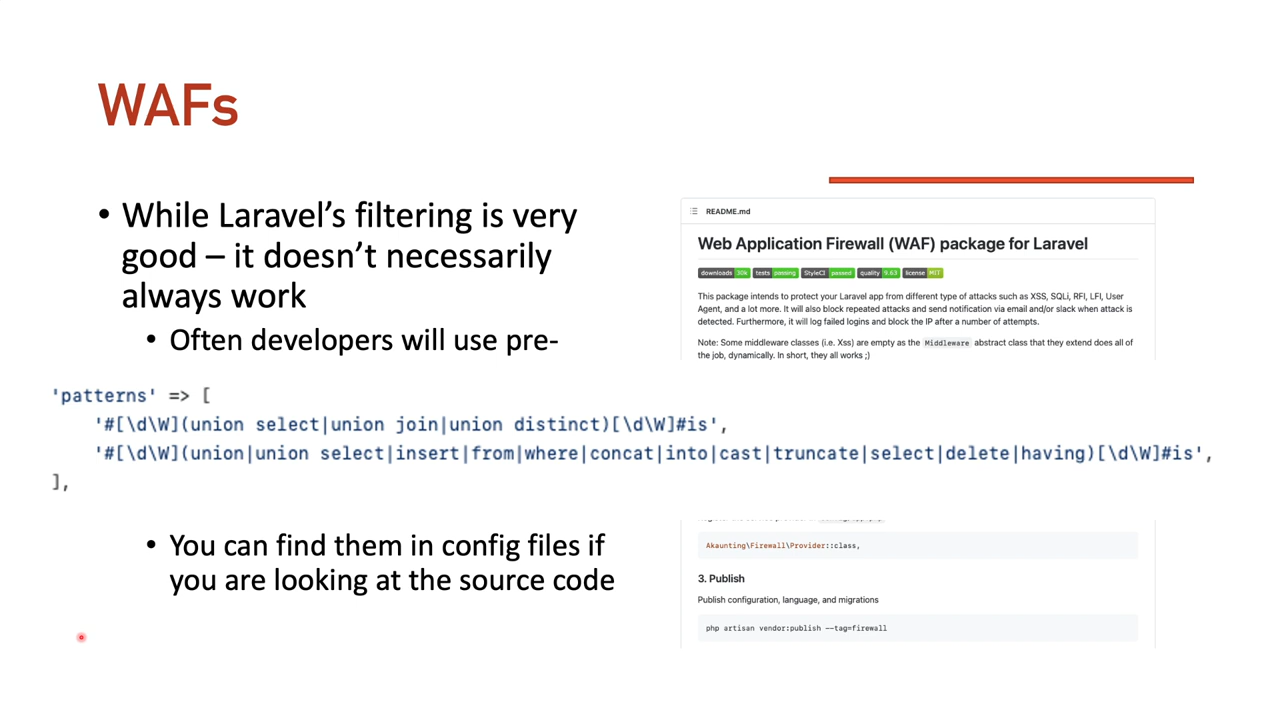 WAFs
• While Laravel's filtering is very
good – it doesn't necessarily
always work
• Often developers will use pre-
README.md
Web Application Firewall (WAF) package for Laravel
downloads 30k tests passing StyleCI passed quality 9.63 license MIT
This package intends to protect your Laravel app from different type of attacks such as XSS, SQLi, RFI, LFI, User
Agent, and a lot more. It will also block repeated attacks and send notification via email and/or slack when attack is
detected. Furthermore, it will log failed logins and block the IP after a number of attempts.
Note: Some middleware classes (i.e. Xss) are empty as the Middleware abstract class that they extend does all of
the job, dynamically. In short, they all works ;)
'patterns' => [
'#[\d\W](union select|union join|union distinct)[\d\W]#is',
'#[\d\W](union|union select|insert|from|where|concat|into|cast|truncate|select|delete|having)[\d\W]#is',
],
• You can find them in config files if
you are looking at the source code
Akaunting\Firewall\Provider::class,
3. Publish
Publish configuration, language, and migrations
php artisan vendor:publish --tag=firewall